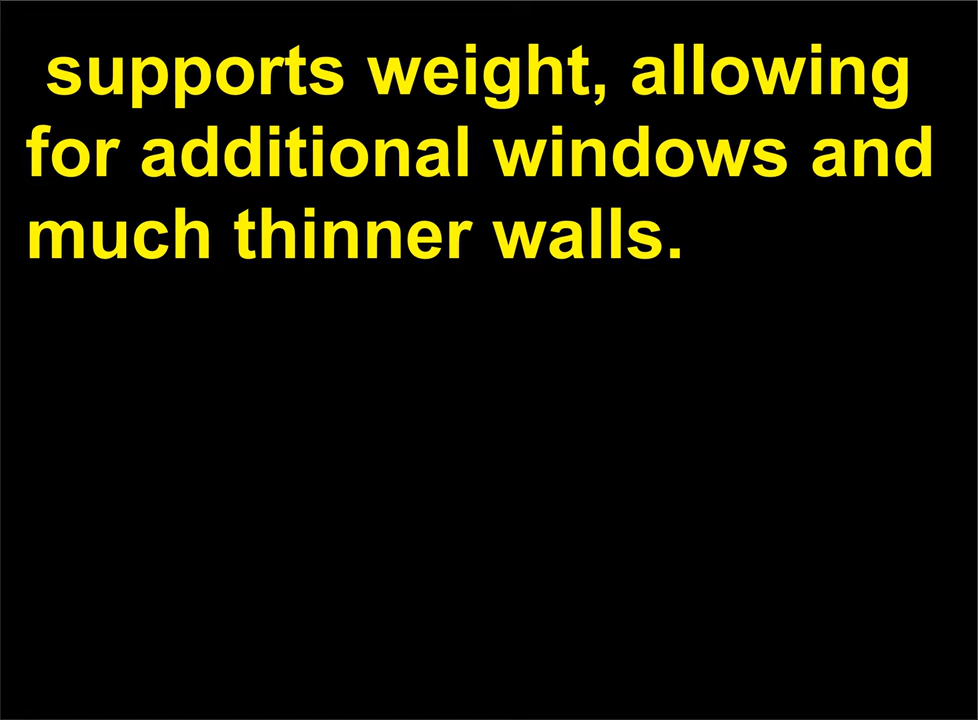 supports weight, allowing
for additional windows and
much thinner walls.